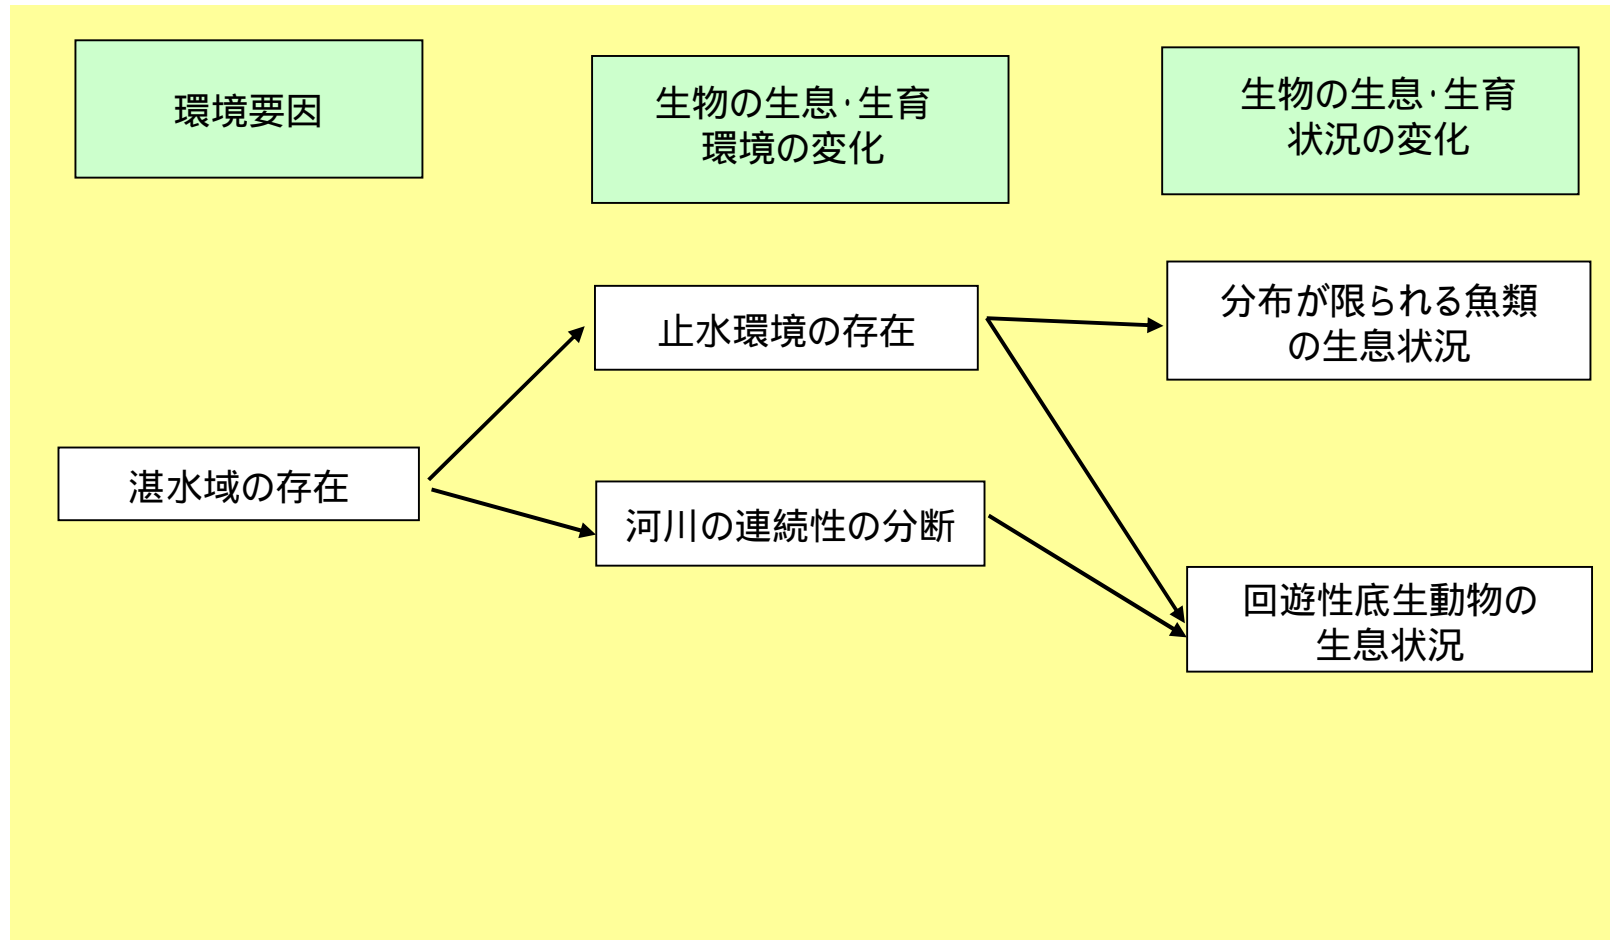 環境要因
生物の生息･生育
環境の変化
生物の生息･生育
状況の変化
湛水域の存在
止水環境の存在
河川の連続性の分断
分布が限られる魚類
の生息状況
回遊性底生動物の
生息状況